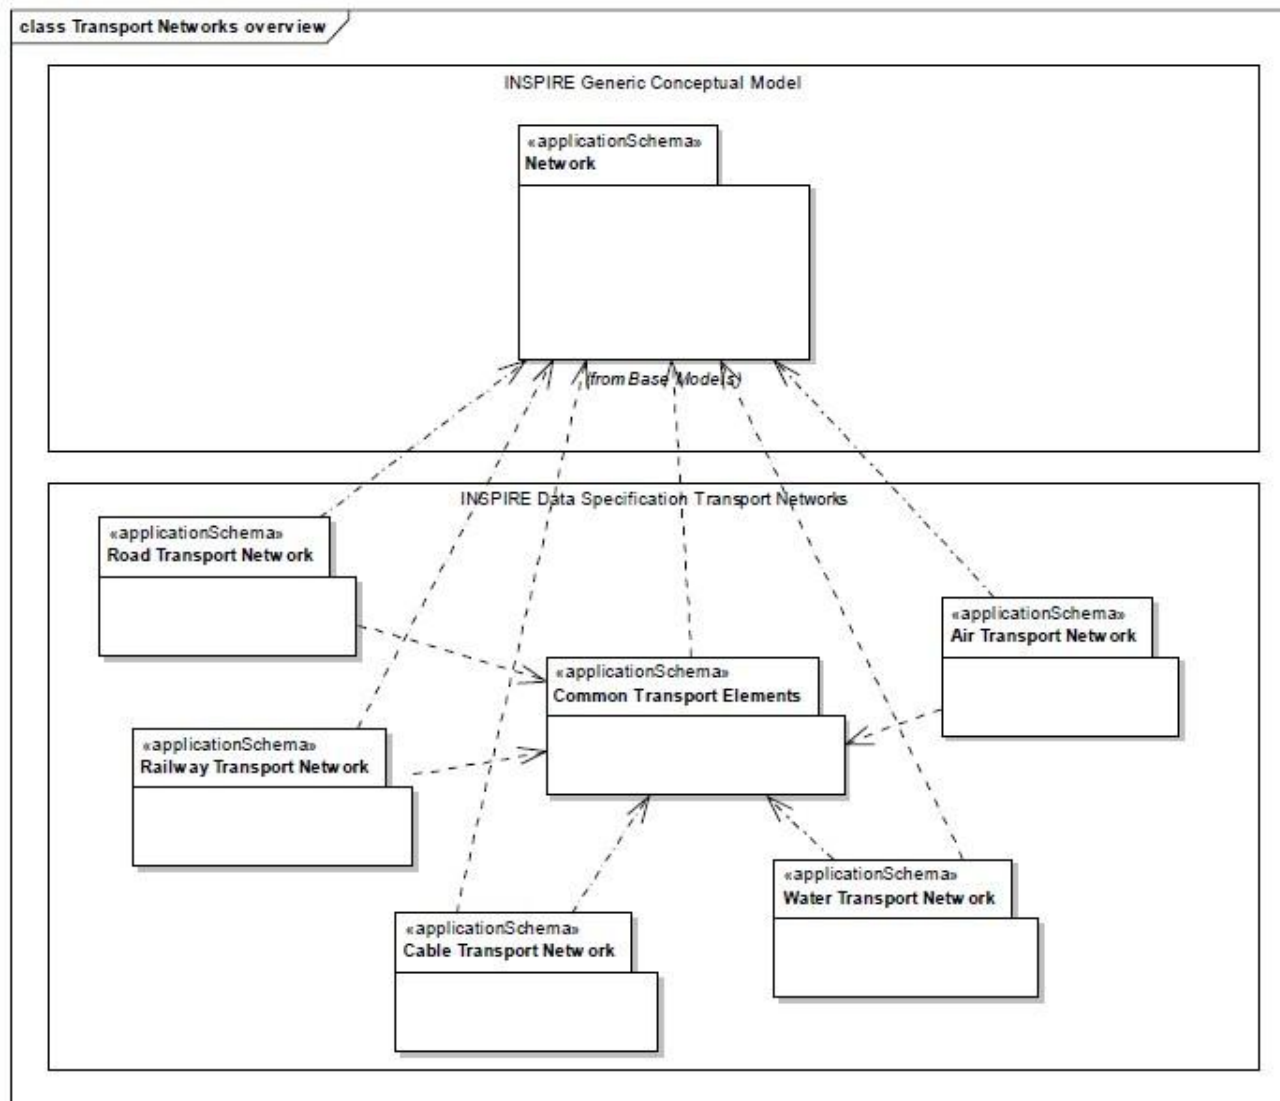 class Transport Networks overview
INSPIRE Generic Conceptual Model
«applicationSchema»
Network
(from Base Models)
INSPIRE Data Specification Transport Networks
«applicationSchema»
Road Transport Network
«applicationSchema»
Air Transport Network
«applicationSchema»
Common Transport Elements
«applicationSchema»
Railway Transport Network
«applicationSchema»
Water Transport Network
«applicationSchema»
Cable Transport Network